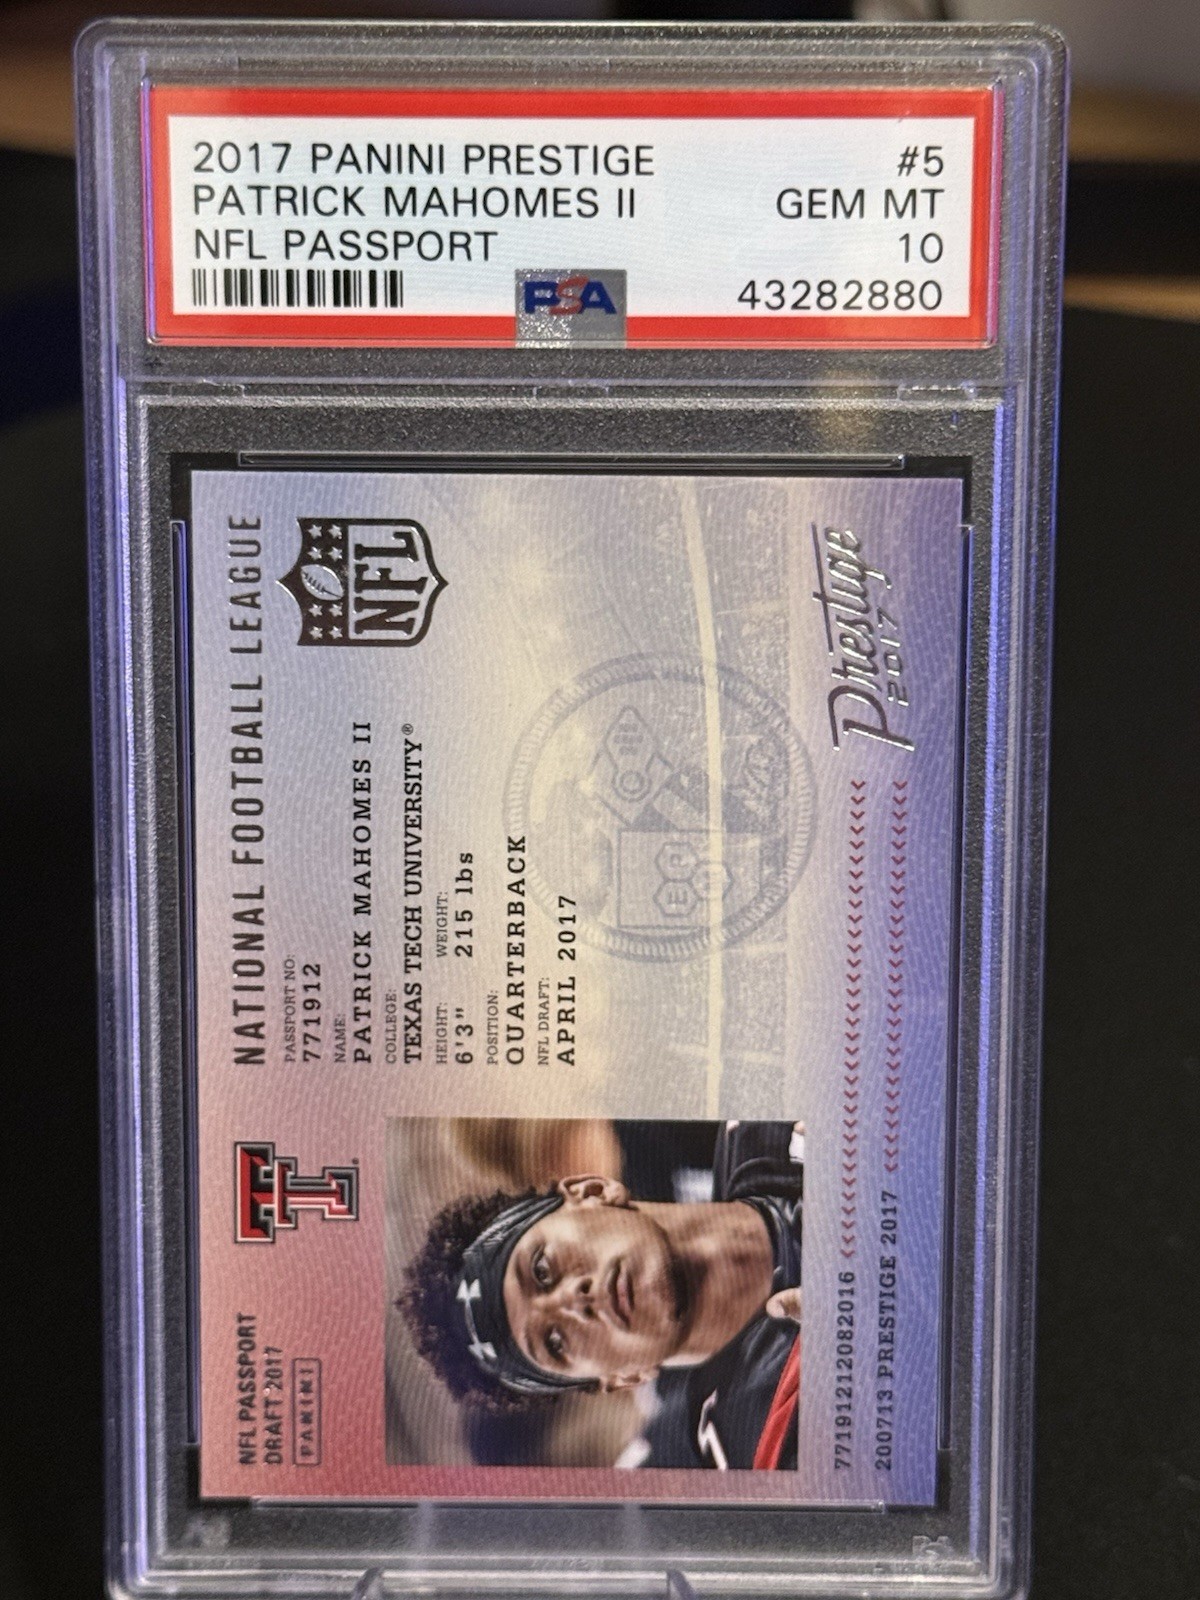 2017 PANINI PRESTIGE #5
PATRICK MAHOMES II GEM MT
NFL PASSPORT 10
PSA 43282880
NFL PASSPORT
DRAFT 2017
PANINI
NATIONAL FOOTBALL LEAGUE
NFL
PASSPORT NO:
771912
NAME:
PATRICK MAHOMES II
COLLEGE:
TEXAS TECH UNIVERSITY®
HEIGHT: WEIGHT:
6'3" 215 lbs
POSITION:
QUARTERBACK
NFL DRAFT:
APRIL 2017
Prestige
2017
7719121208​2016 <<<<<<<<<<<<<<<<<<<<<<<<<<<<<<
200713 PRESTIGE 2017 <<<<<<<<<<<<<<<<<<<<<<<<<